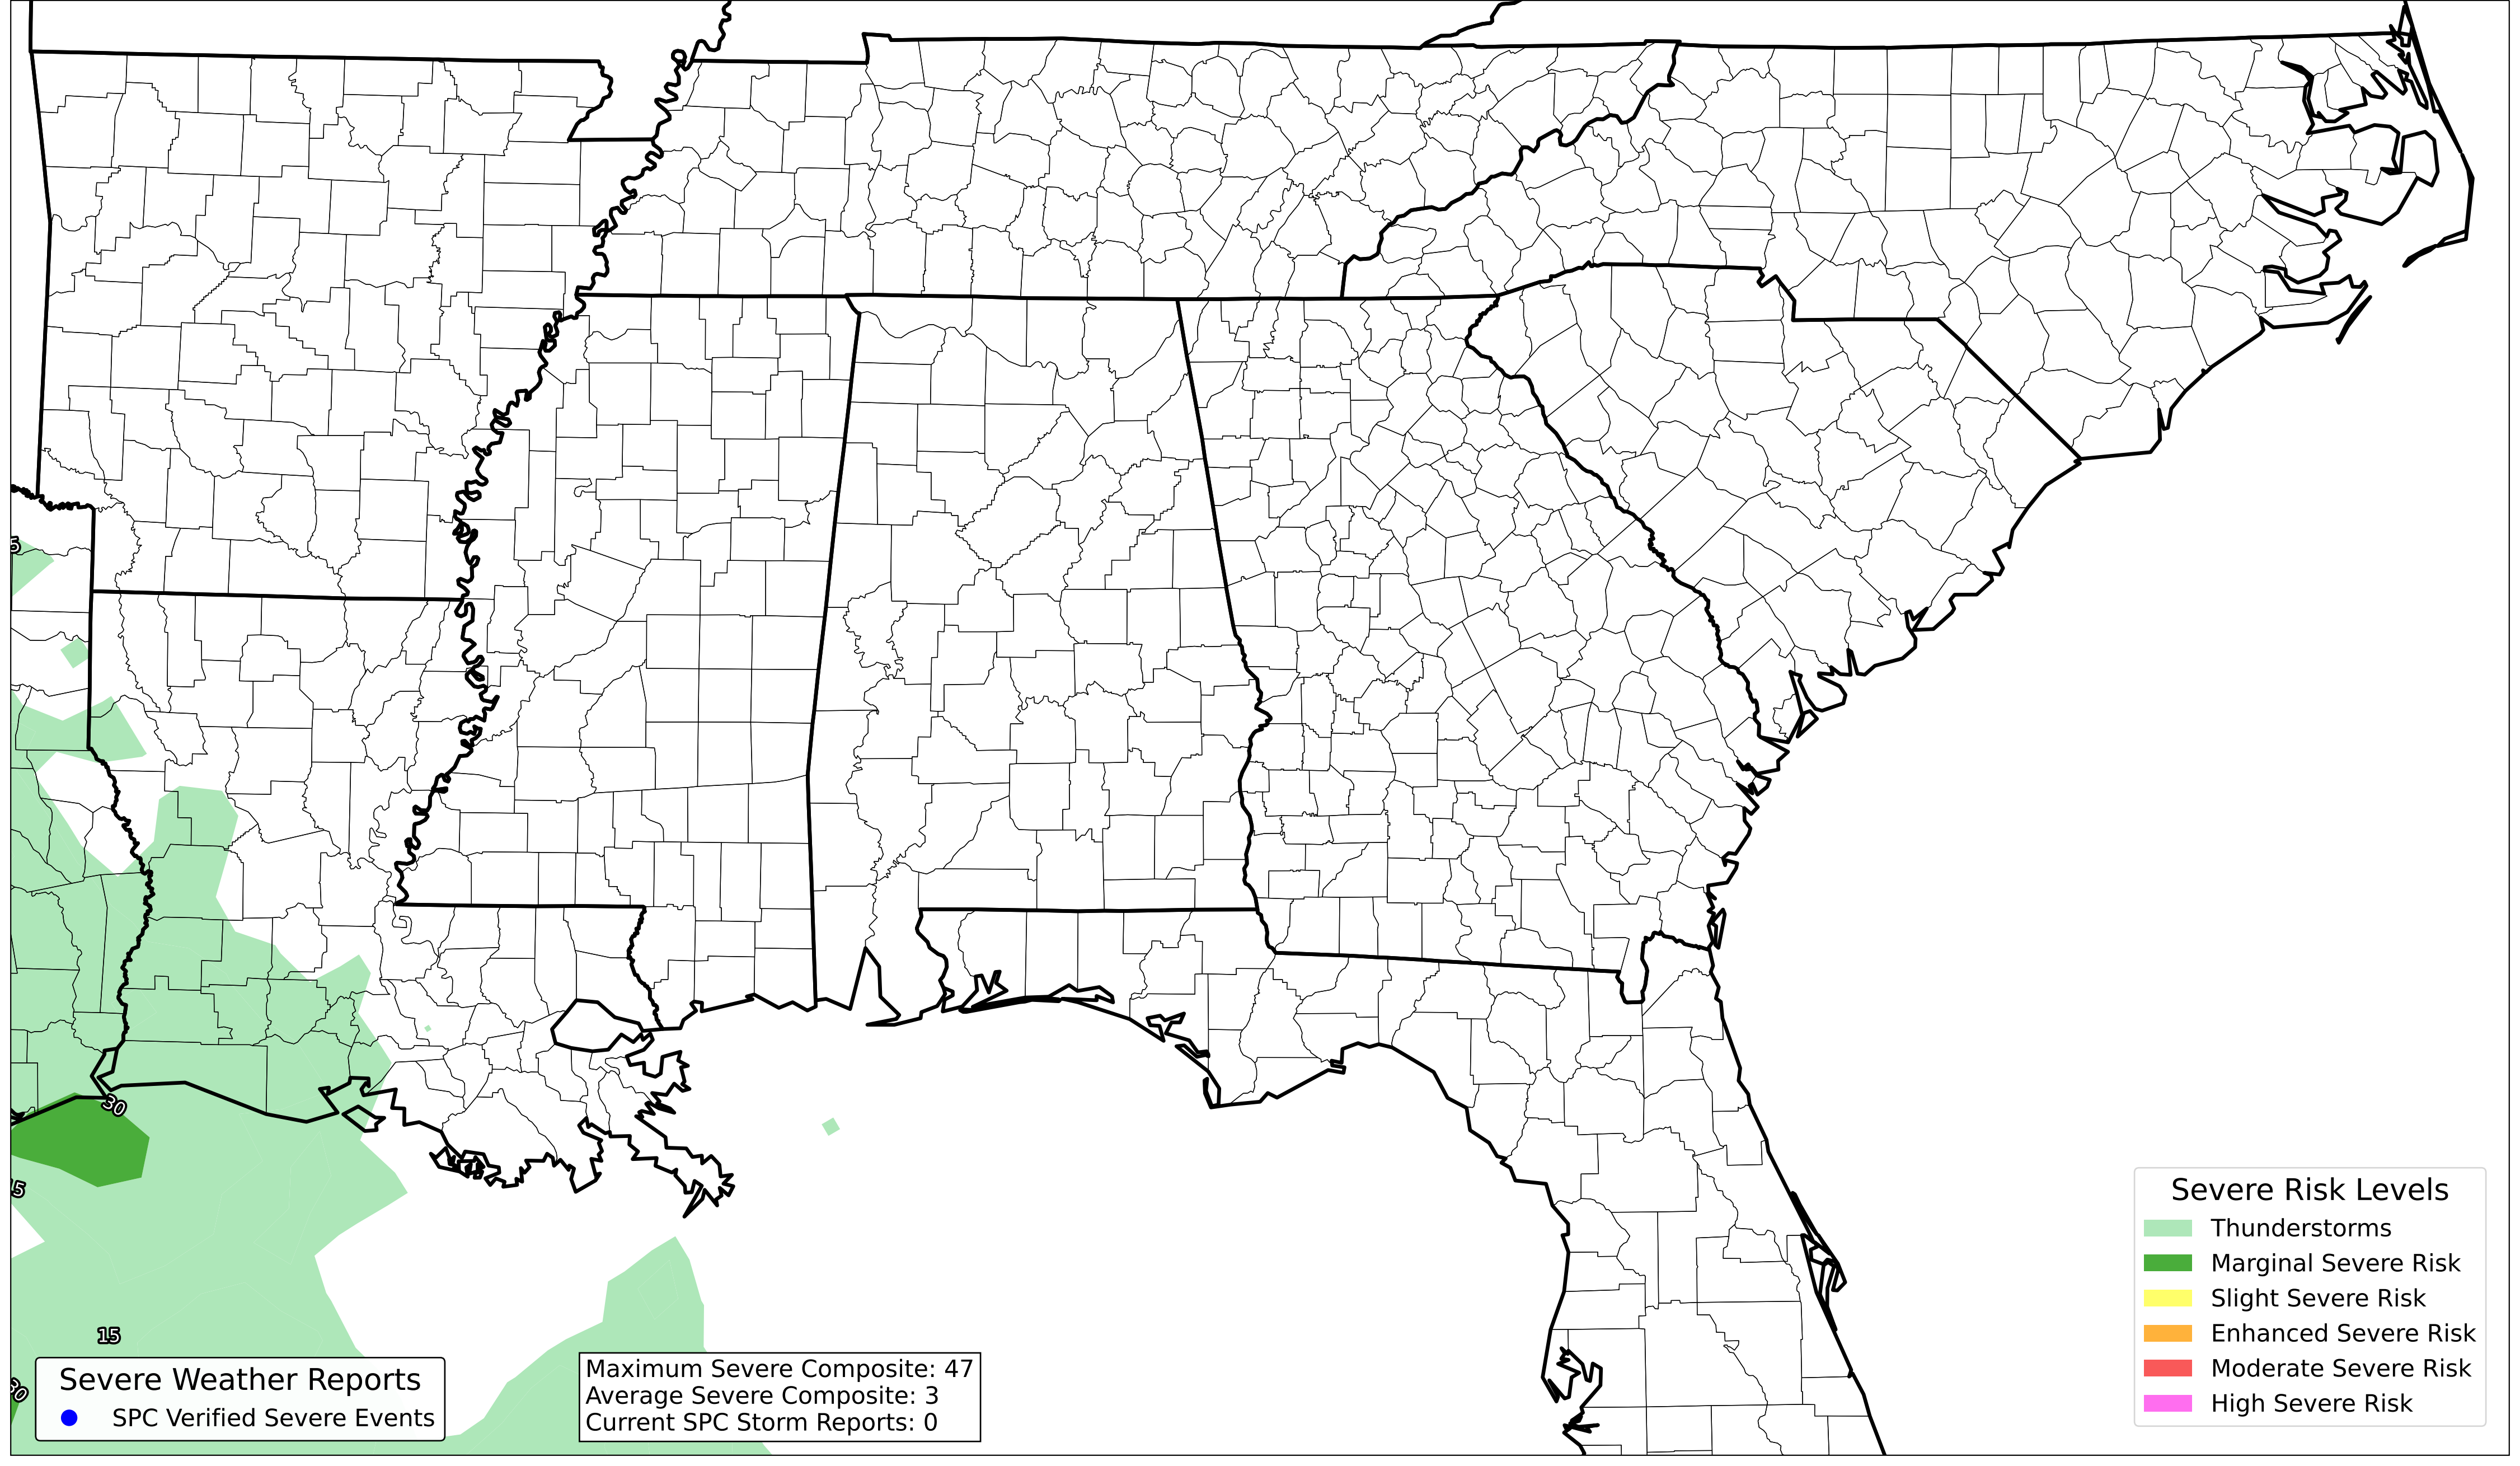 30
15
Severe Weather Reports
SPC Verified Severe Events
Maximum Severe Composite: 47
Average Severe Composite: 3
Current SPC Storm Reports: 0
Severe Risk Levels
Thunderstorms
Marginal Severe Risk
Slight Severe Risk
Enhanced Severe Risk
Moderate Severe Risk
High Severe Risk